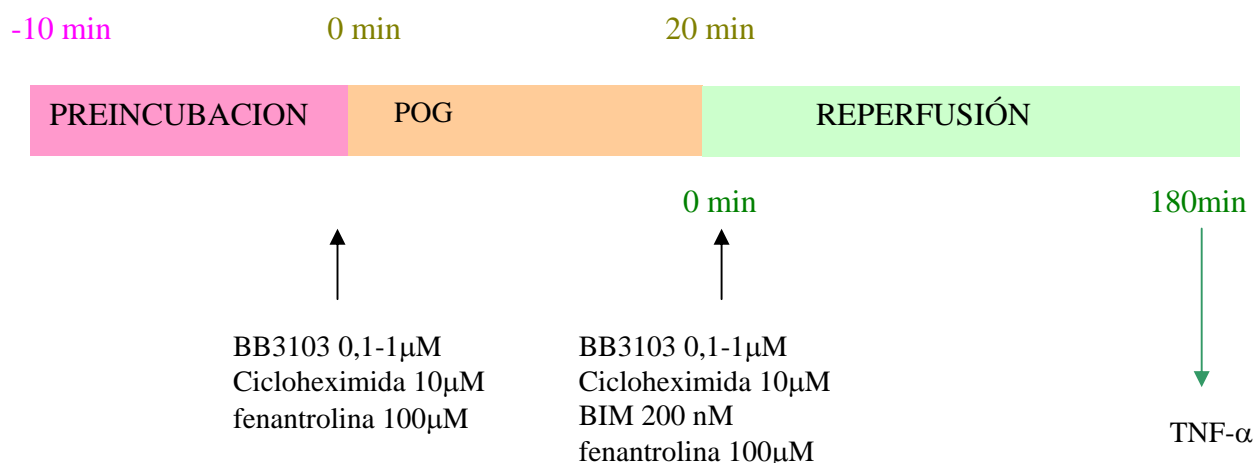 -10 min 0 min 20 min
PREINCUBACION POG REPERFUSIÓN
0 min 180min
BB3103 0,1-1μM
Cicloheximida 10μM
fenantrolina 100μM
BB3103 0,1-1μM
Cicloheximida 10μM
BIM 200 nM
fenantrolina 100μM
TNF-α